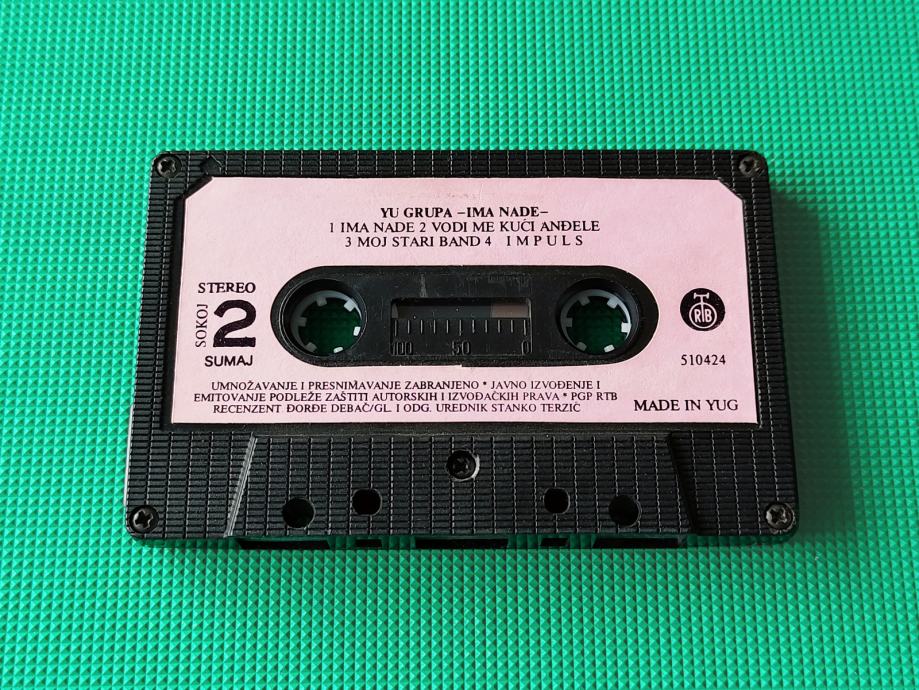 YU GRUPA –IMA NADE–
1 IMA NADE 2 VODI ME KUĆI ANĐELE
3 MOJ STARI BAND 4 IMPULS
STEREO
SOKOJ
2
SUMAJ
100 50 0
RTB
510424
UMNOŽAVANJE I PRESNIMAVANJE ZABRANJENO * JAVNO IZVOĐENJE I
EMITOVANJE PODLEŽE ZAŠTITI AUTORSKIH I IZVOĐAČKIH PRAVA * PGP RTB
RECENZENT ĐORĐE DEBAČ/GL. I ODG. UREDNIK STANKO TERZIĆ
MADE IN YUG